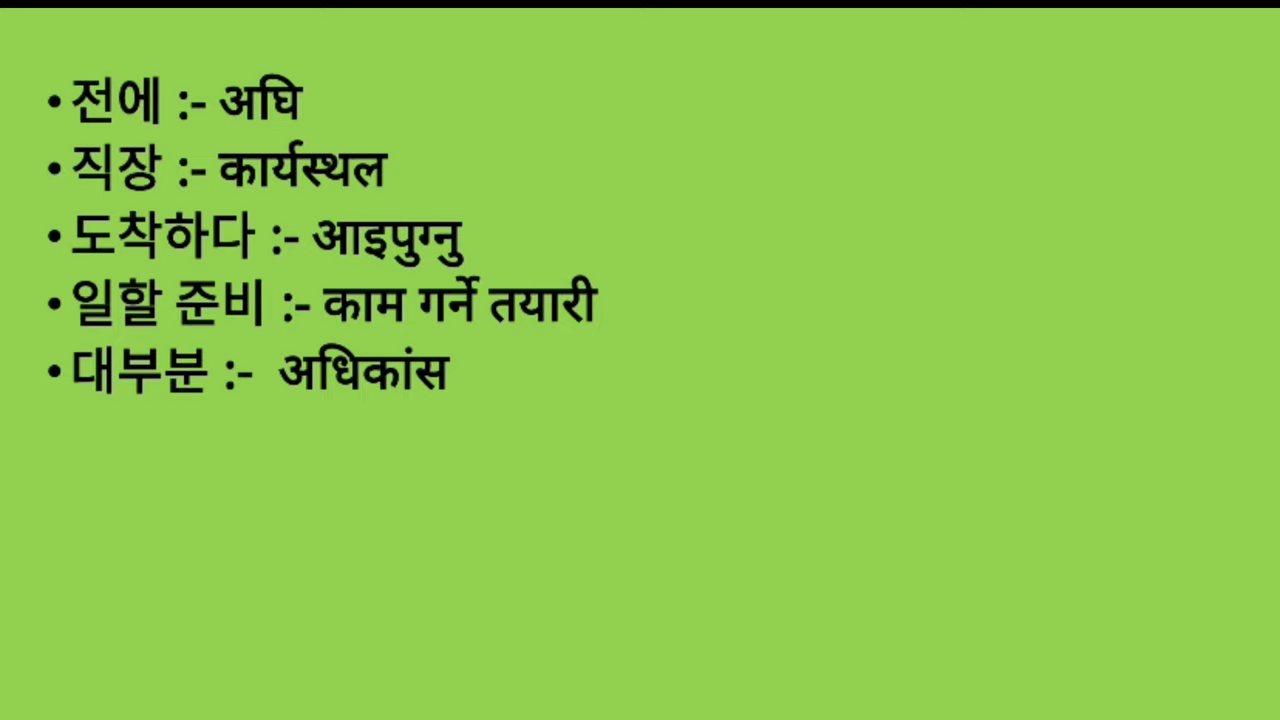 • 전에 :- अघि
• 직장 :- कार्यस्थल
• 도착하다 :- आइपुग्नु
• 일할 준비 :- काम गर्ने तयारी
• 대부분 :- अधिकांस